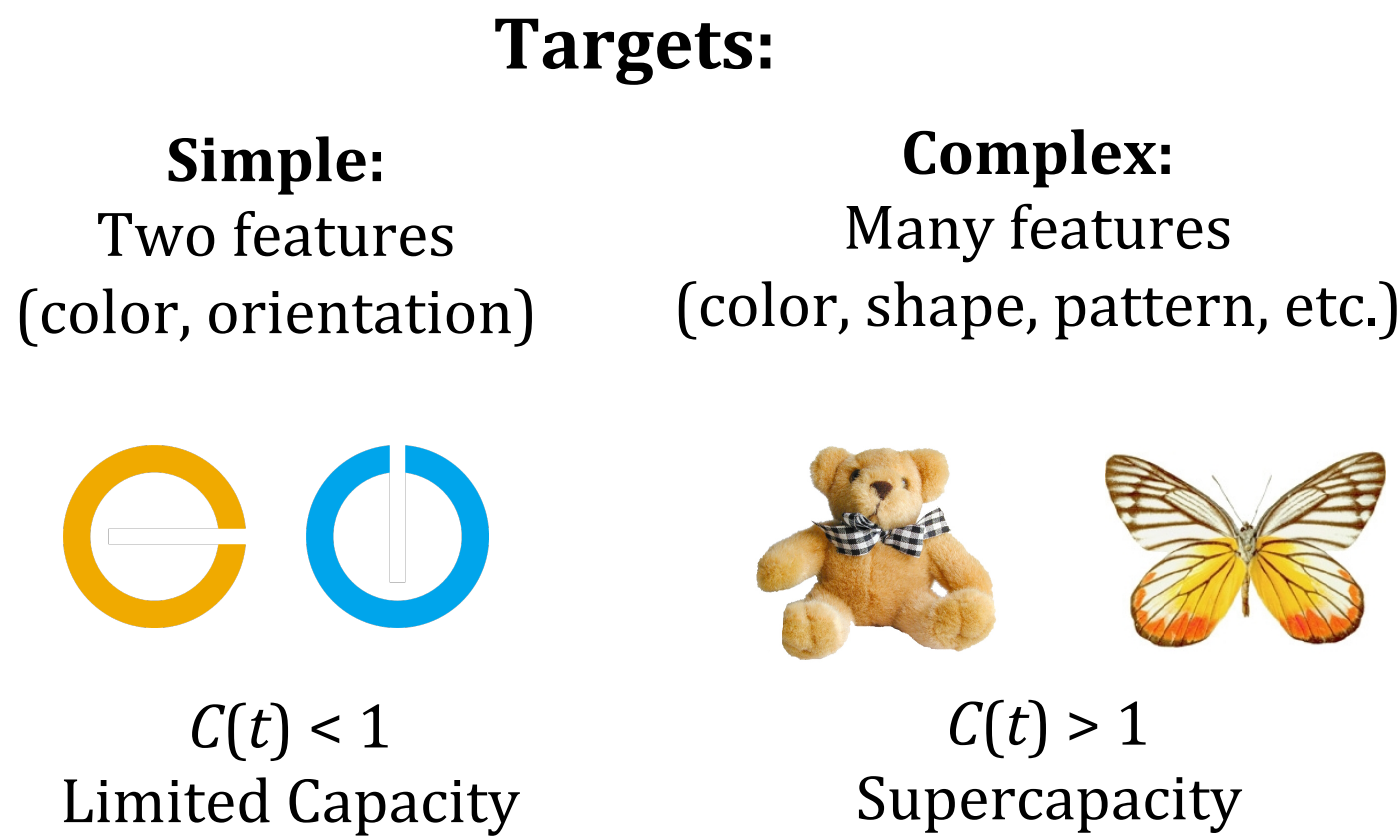 Targets:
Simple:
Two features
(color, orientation)
C(t) < 1
Limited Capacity
Complex:
Many features
(color, shape, pattern, etc.)
C(t) > 1
Supercapacity